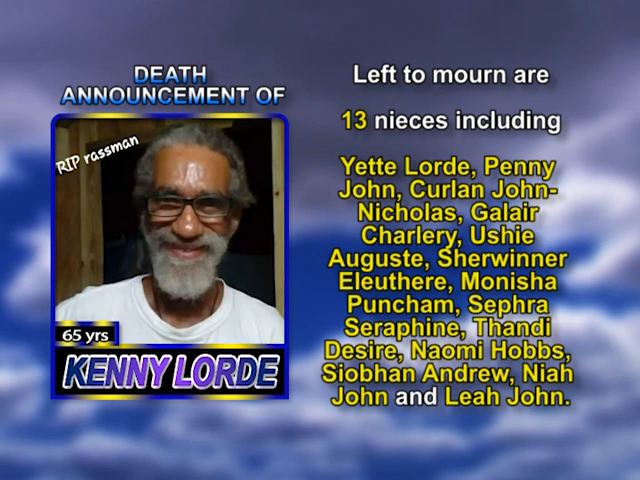 DEATH
ANNOUNCEMENT OF
RIP rassman
65 yrs
KENNY LORDE
Left to mourn are
13 nieces including
Yette Lorde, Penny
John, Curlan John-
Nicholas, Galair
Charlery, Ushie
Auguste, Sherwinner
Eleuthere, Monisha
Puncham, Sephra
Seraphine, Thandi
Desire, Naomi Hobbs,
Siobhan Andrew, Niah
John and Leah John.